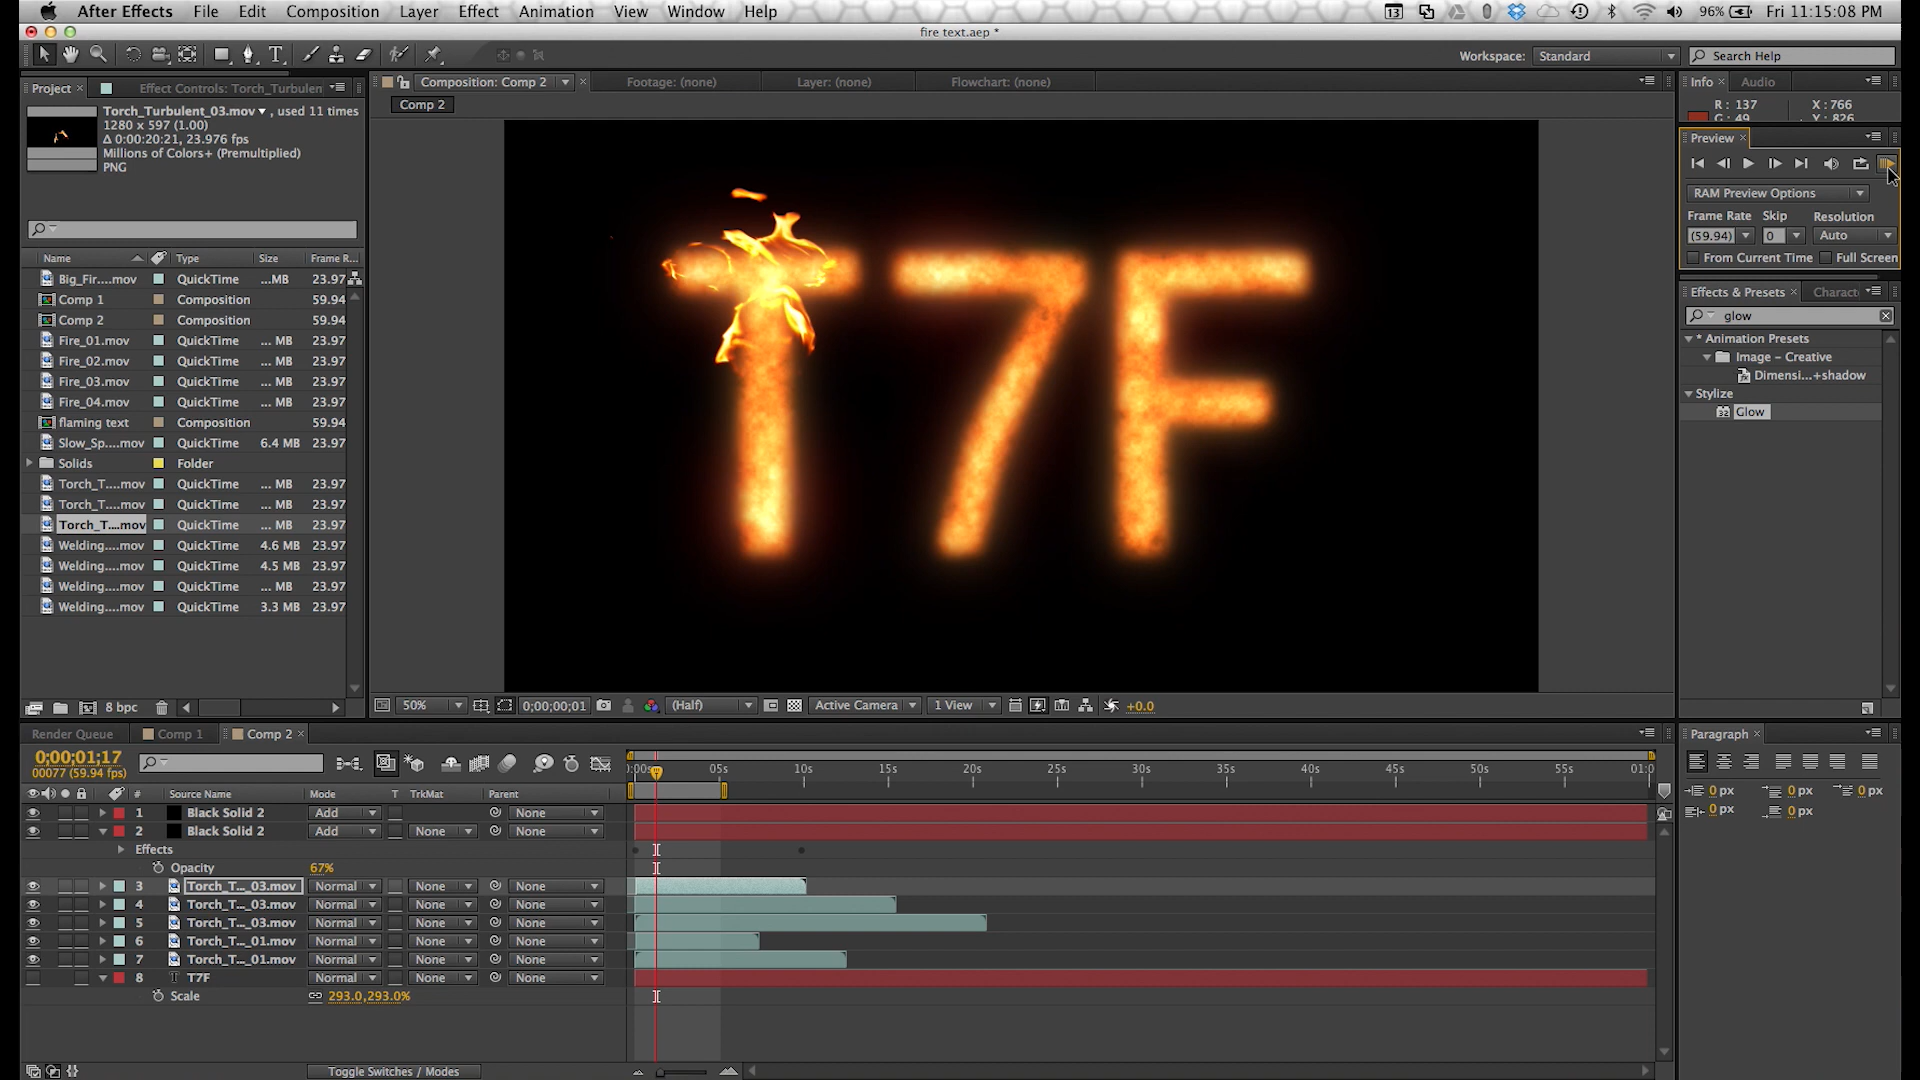 After Effects File Edit Composition Layer Effect Animation View Window Help 13 96% Fri 11:15:08 PM
fire text.aep *
Workspace: Standard Search Help
Project × Effect Controls: Torch_Turbulen Composition: Comp 2 × Footage: (none) Layer: (none) Flowchart: (none) Info × Audio
Comp 2
Torch_Turbulent_03.mov ▾ , used 11 times
1280 x 597 (1.00)
Δ 0:00:20:21, 23.976 fps
Millions of Colors+ (Premultiplied)
PNG
R : 137 X : 766
G : 49 Y : 826
Preview ×
RAM Preview Options
Frame Rate Skip Resolution
(59.94) 0 Auto
From Current Time Full Screen
Effects & Presets × Charact
glow
* Animation Presets
Image – Creative
Dimensi...+shadow
Stylize
32 Glow
Name Type Size Frame R...
Big_Fir....mov QuickTime ...MB 23.97
Comp 1 Composition 59.94
Comp 2 Composition 59.94
Fire_01.mov QuickTime ... MB 23.97
Fire_02.mov QuickTime ... MB 23.97
Fire_03.mov QuickTime ... MB 23.97
Fire_04.mov QuickTime ... MB 23.97
flaming text Composition 59.94
Slow_Sp....mov QuickTime 6.4 MB 23.97
Solids Folder
Torch_T....mov QuickTime ... MB 23.97
Torch_T....mov QuickTime ... MB 23.97
Torch_T....mov QuickTime ... MB 23.97
Welding....mov QuickTime 4.6 MB 23.97
Welding....mov QuickTime 4.5 MB 23.97
Welding....mov QuickTime ... MB 23.97
Welding....mov QuickTime 3.3 MB 23.97
8 bpc
T7F
50% 0;00;00;01 (Half) Active Camera 1 View +0.0
Render Queue Comp 1 Comp 2 × Paragraph ×
0;00;01;17
00077 (59.94 fps)
):00s 05s 10s 15s 20s 25s 30s 35s 40s 45s 50s 55s 01:0
# Source Name Mode T TrkMat Parent
1 Black Solid 2 Add None
2 Black Solid 2 Add None None
Effects
Opacity 67%
3 Torch_T..._03.mov Normal None None
4 Torch_T..._03.mov Normal None None
5 Torch_T..._03.mov Normal None None
6 Torch_T..._01.mov Normal None None
7 Torch_T..._01.mov Normal None None
8 T T7F Normal None None
Scale 293.0,293.0%
0 px 0 px 0 px
0 px 0 px
Toggle Switches / Modes